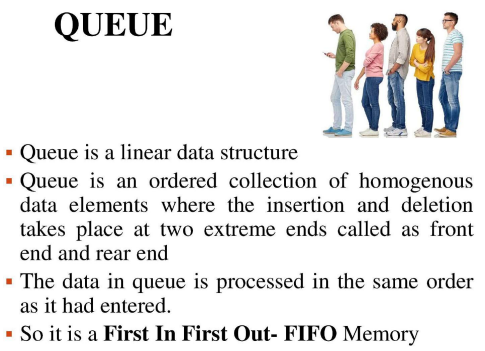 QUEUE
▪ Queue is a linear data structure
▪ Queue is an ordered collection of homogenous
data elements where the insertion and deletion
takes place at two extreme ends called as front
end and rear end
▪ The data in queue is processed in the same order
as it had entered.
▪ So it is a First In First Out- FIFO Memory